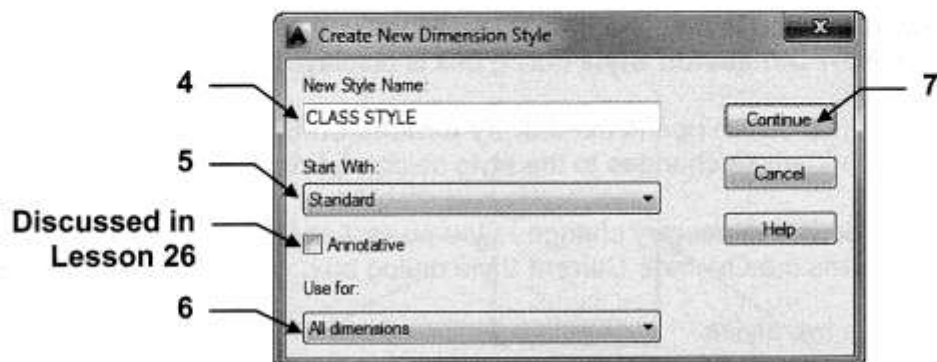 Create New Dimension Style
4
New Style Name:
CLASS STYLE
Continue
7
5
Start With:
Standard
Cancel
Discussed in
Lesson 26
Annotative
Help
Use for:
6
All dimensions